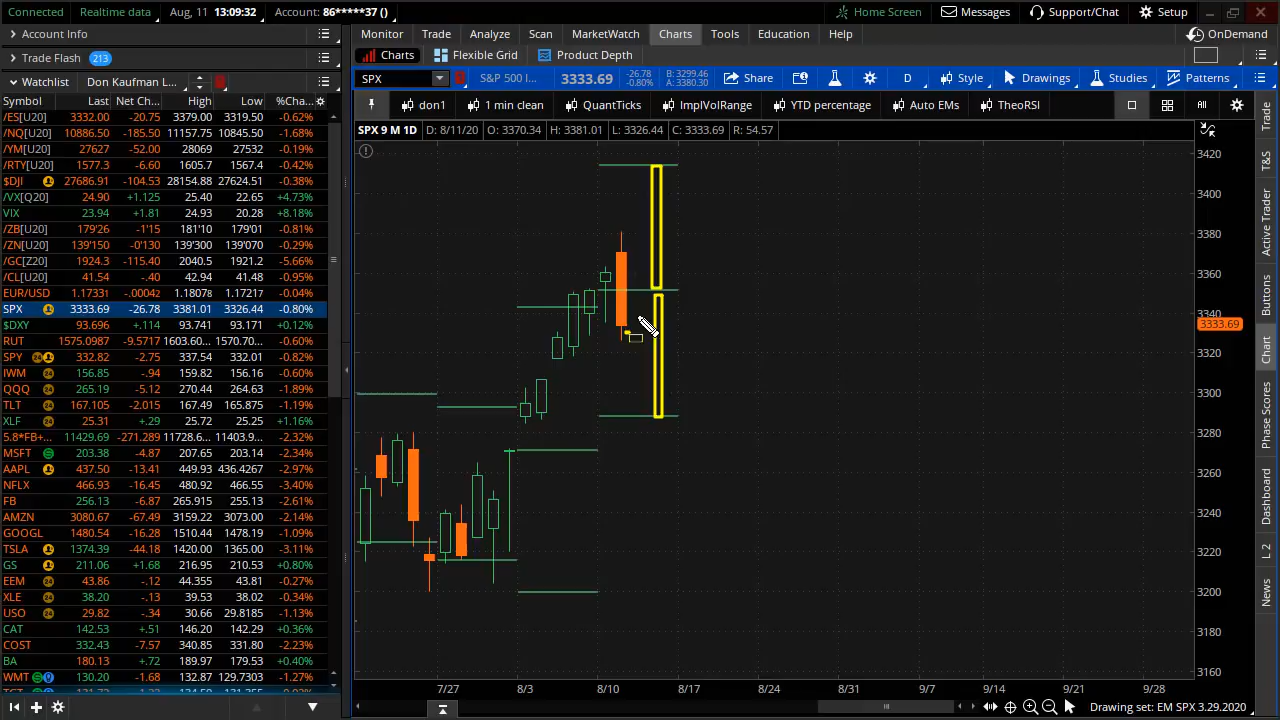 Connected Realtime data Aug, 11 13:09:32 Account: 86*****37 () Home Screen Messages Support/Chat Setup
Account Info
Monitor Trade Analyze Scan MarketWatch Charts Tools Education Help OnDemand
Trade Flash 213
Charts Flexible Grid Product Depth
Watchlist Don Kaufman L...
SPX S&P 500 I... 3333.69 -26.78 -0.80% B: 3299.46 A: 3380.30 Share D Style Drawings Studies Patterns
Symbol Last Net Ch... High Low %Cha...
don1 1 min clean QuantTicks ImplVolRange YTD percentage Auto EMs TheoRSI All
SPX 9 M 1D D: 8/11/20 O: 3370.34 H: 3381.01 L: 3326.44 C: 3333.69 R: 54.57
/ES[U20] 3332.00 -20.75 3379.00 3319.50 -0.62%
/NQ[U20] 10886.50 -185.50 11157.75 10845.50 -1.68%
/YM[U20] 27627 -52.00 28069 27532 -0.19%
/RTY[U20] 1577.3 -6.60 1605.7 1567.4 -0.42%
$DJI 27686.91 -104.53 28154.88 27624.51 -0.38%
/VX[Q20] 24.90 +1.125 25.40 22.65 +4.73%
VIX 23.94 +1.81 24.93 20.28 +8.18%
/ZB[U20] 179'26 -1'15 181'10 179'01 -0.81%
/ZN[U20] 139'150 -0'130 139'300 139'070 -0.29%
/GC[Z20] 1924.3 -115.40 2050.5 1921.2 -5.66%
/CL[U20] 41.54 -.40 42.94 41.48 -0.95%
EUR/USD 1.17331 -.00042 1.18078 1.17217 -0.04%
SPX 3333.69 -26.78 3381.01 3326.44 -0.80%
$DXY 93.696 +.114 93.741 93.171 +0.12%
RUT 1575.0987 -9.5717 1603.60... 1570.7... -0.60%
SPY 24 332.82 -2.75 337.54 332.01 -0.82%
IWM 24 156.85 -.94 159.82 156.16 -0.60%
QQQ 24 265.19 -5.12 270.44 264.63 -1.89%
TLT 24 167.105 -2.015 167.49 165.875 -1.19%
XLF 24 25.31 +.29 25.72 25.25 +1.16%
5.8*FB+... 11429.69 -271.289 11728.6... 11403.9... -2.32%
MSFT 203.38 -4.87 207.65 203.14 -2.34%
AAPL 437.50 -13.41 449.93 436.4267 -2.97%
NFLX 466.93 -16.45 480.92 466.55 -3.40%
FB 256.13 -6.87 265.915 255.13 -2.61%
AMZN 3080.67 -67.49 3159.22 3073.00 -2.14%
GOOGL 1480.54 -16.28 1510.44 1478.19 -1.09%
TSLA 1374.39 -44.18 1420.00 1365.00 -3.11%
GS 211.06 +1.68 216.95 210.53 +0.80%
EEM 24 43.86 -.12 44.355 43.81 -0.27%
XLE 24 38.20 -.13 39.53 38.02 -0.34%
USO 24 29.82 -.34 30.66 29.8185 -1.13%
CAT 142.53 +.51 146.20 142.29 +0.36%
COST 332.43 -7.57 340.85 331.80 -2.23%
BA 180.13 +.72 189.97 179.53 +0.40%
WMT 130.20 -1.68 132.87 129.7301 -1.27%
3420
3400
3380
3360
3340
3333.69
3320
3300
3280
3260
3240
3220
3200
3180
3160
7/27 8/3 8/10 8/17 8/24 8/31 9/7 9/14 9/21 9/28
Drawing set: EM SPX 3.29.2020
Trade
T&S
Active Trader
Buttons
Chart
Phase Scores
Dashboard
L 2
News